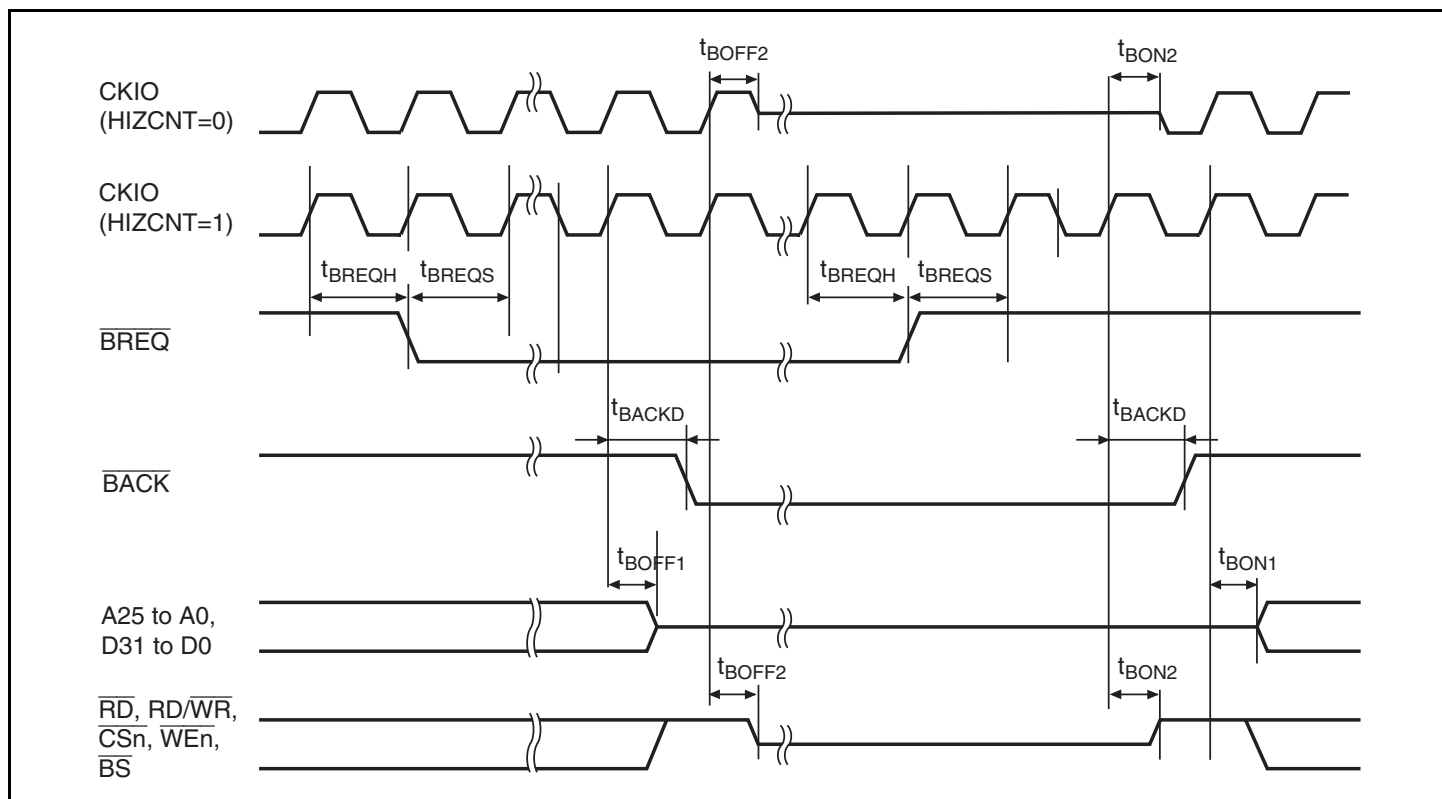 tBOFF2
tBON2
CKIO
(HIZCNT=0)
CKIO
(HIZCNT=1)
tBREQH
tBREQS
tBREQH
tBREQS
BREQ
tBACKD
tBACKD
BACK
tBOFF1
tBON1
A25 to A0,
D31 to D0
tBOFF2
tBON2
RD, RD/WR,
CSn, WEn,
BS